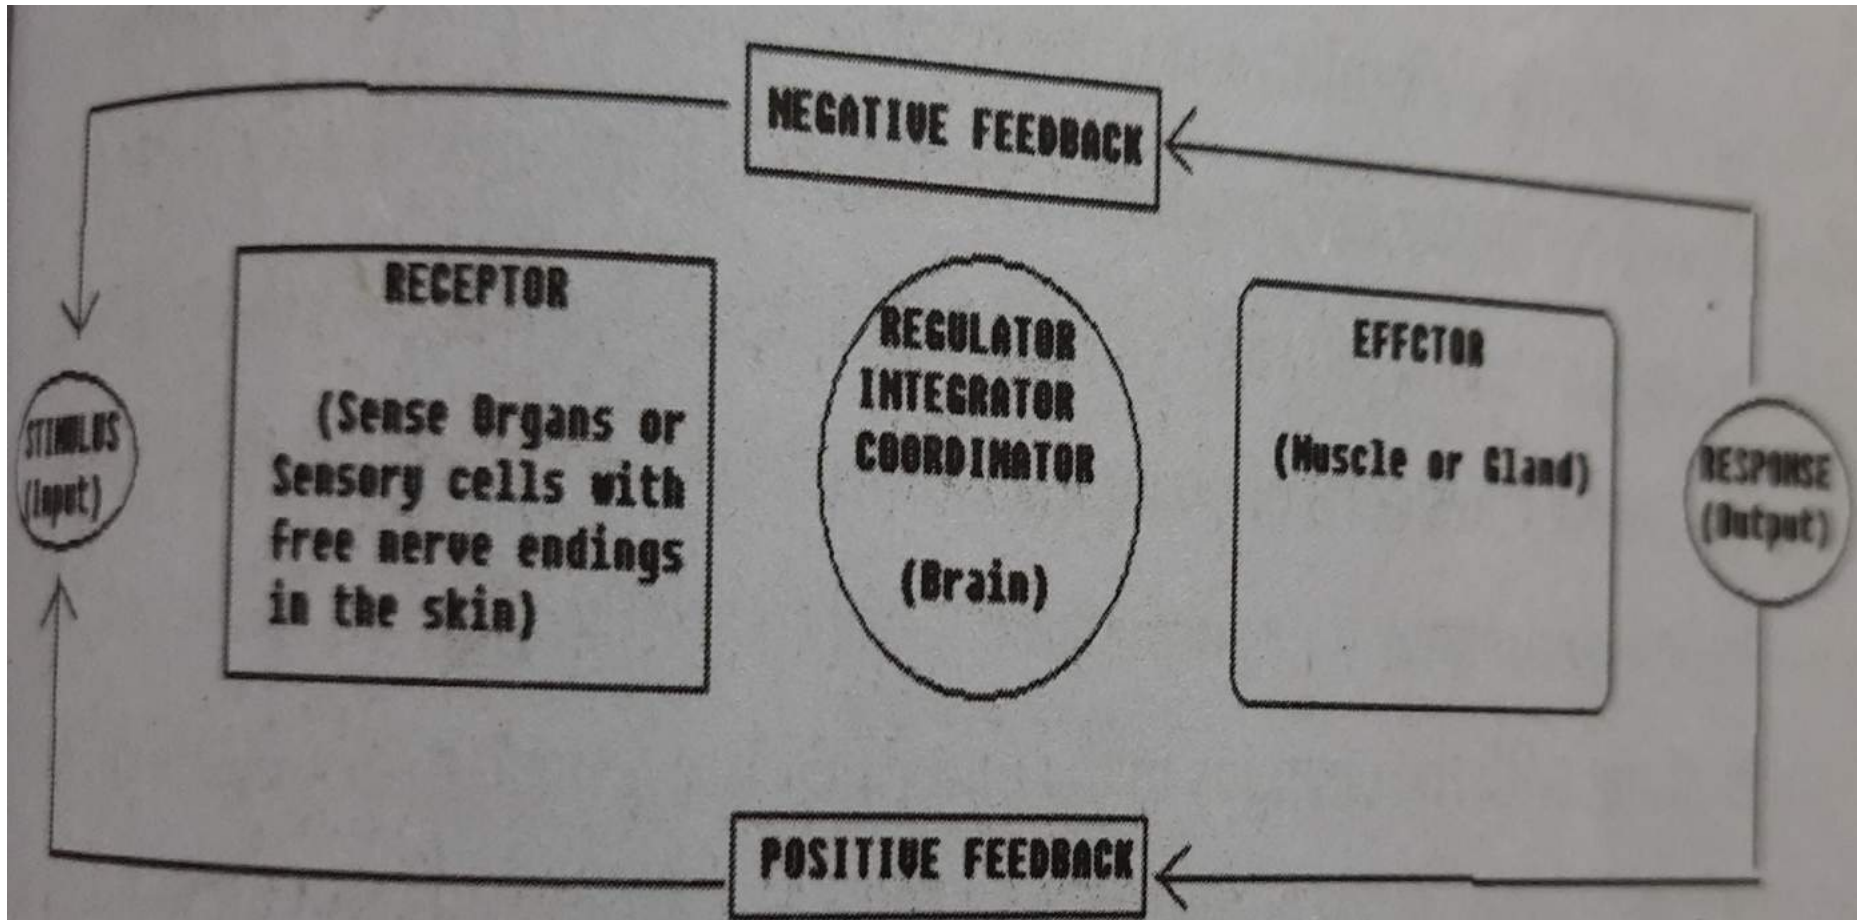 NEGATIVE FEEDBACK
RECEPTOR
(Sense Organs or
Sensory cells with
free nerve endings
in the skin)
REGULATOR
INTEGRATOR
COORDINATOR
(Brain)
EFFCTOR
(Muscle or Gland)
STIMULUS
(Input)
RESPONSE
(Output)
POSITIVE FEEDBACK